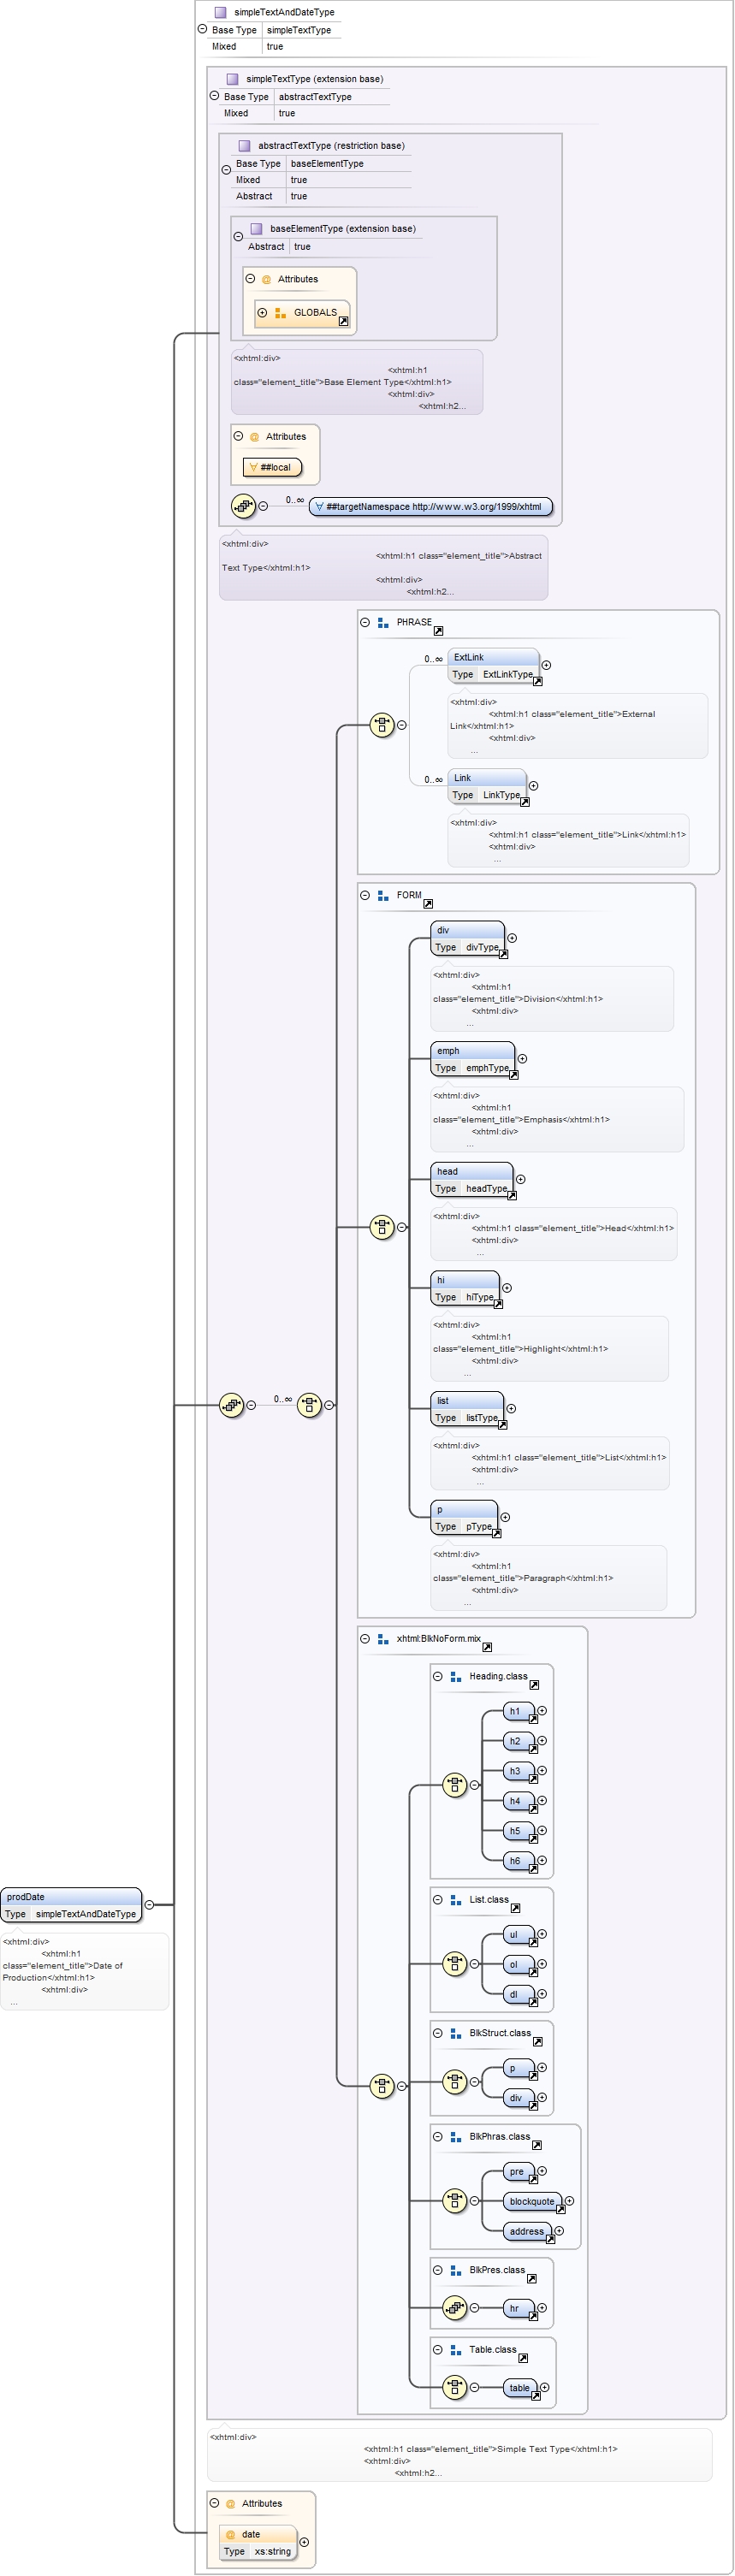 simpleTextAndDateType
Base Type simpleTextType
Mixed true
simpleTextType (extension base)
Base Type abstractTextType
Mixed true
abstractTextType (restriction base)
Base Type baseElementType
Mixed true
Abstract true
baseElementType (extension base)
Abstract true
@ Attributes
GLOBALS
<xhtml:div>
<xhtml:h1
class="element_title">Base Element Type</xhtml:h1>
<xhtml:div>
<xhtml:h2...
@ Attributes
∀ ##local
0..∞ ∀ ##targetNamespace http://www.w3.org/1999/xhtml
<xhtml:div>
<xhtml:h1 class="element_title">Abstract
Text Type</xhtml:h1>
<xhtml:div>
<xhtml:h2...
PHRASE
0..∞ ExtLink
Type ExtLinkType
<xhtml:div>
<xhtml:h1 class="element_title">External
Link</xhtml:h1>
<xhtml:div>
...
0..∞ Link
Type LinkType
<xhtml:div>
<xhtml:h1 class="element_title">Link</xhtml:h1>
<xhtml:div>
...
FORM
div
Type divType
<xhtml:div>
<xhtml:h1
class="element_title">Division</xhtml:h1>
<xhtml:div>
...
emph
Type emphType
<xhtml:div>
<xhtml:h1
class="element_title">Emphasis</xhtml:h1>
<xhtml:div>
...
head
Type headType
<xhtml:div>
<xhtml:h1 class="element_title">Head</xhtml:h1>
<xhtml:div>
...
hi
Type hiType
<xhtml:div>
<xhtml:h1
class="element_title">Highlight</xhtml:h1>
<xhtml:div>
...
0..∞
list
Type listType
<xhtml:div>
<xhtml:h1 class="element_title">List</xhtml:h1>
<xhtml:div>
...
p
Type pType
<xhtml:div>
<xhtml:h1
class="element_title">Paragraph</xhtml:h1>
<xhtml:div>
...
xhtml:BlkNoForm.mix
Heading.class
h1
h2
h3
h4
h5
h6
prodDate
Type simpleTextAndDateType
<xhtml:div>
<xhtml:h1
class="element_title">Date of
Production</xhtml:h1>
<xhtml:div>
...
List.class
ul
ol
dl
BlkStruct.class
p
div
BlkPhras.class
pre
blockquote
address
BlkPres.class
hr
Table.class
table
<xhtml:div>
<xhtml:h1 class="element_title">Simple Text Type</xhtml:h1>
<xhtml:div>
<xhtml:h2...
@ Attributes
@ date
Type xs:string